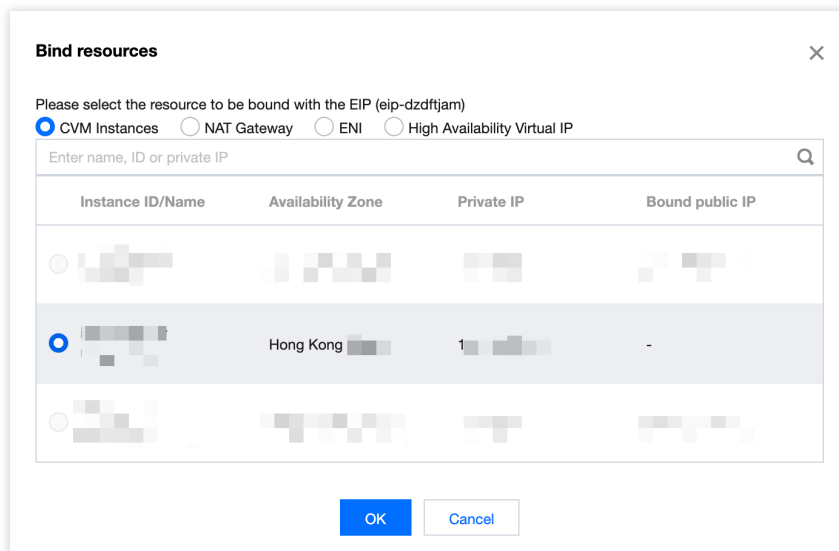 Bind resources
Please select the resource to be bound with the EIP (eip-dzdftjam)
CVM Instances NAT Gateway ENI High Availability Virtual IP
Enter name, ID or private IP
Instance ID/Name Availability Zone Private IP Bound public IP
Hong Kong 1 -
OK Cancel